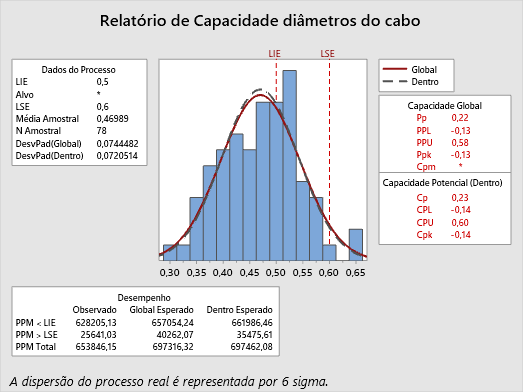 Relatório de Capacidade diâmetros do cabo
LIE LSE
Dados do Processo
LIE 0,5
Alvo *
LSE 0,6
Média Amostral 0,46989
N Amostral 78
DesvPad(Global) 0,0744482
DesvPad(Dentro) 0,0720514
Global
Dentro
Capacidade Global
Pp 0,22
PPL -0,13
PPU 0,58
Ppk -0,13
Cpm *
Capacidade Potencial (Dentro)
Cp 0,23
CPL -0,14
CPU 0,60
Cpk -0,14
0,30 0,35 0,40 0,45 0,50 0,55 0,60 0,65
Desempenho
Observado Global Esperado Dentro Esperado
PPM < LIE 628205,13 657054,24 661986,46
PPM > LSE 25641,03 40262,07 35475,61
PPM Total 653846,15 697316,32 697462,08
A dispersão do processo real é representada por 6 sigma.